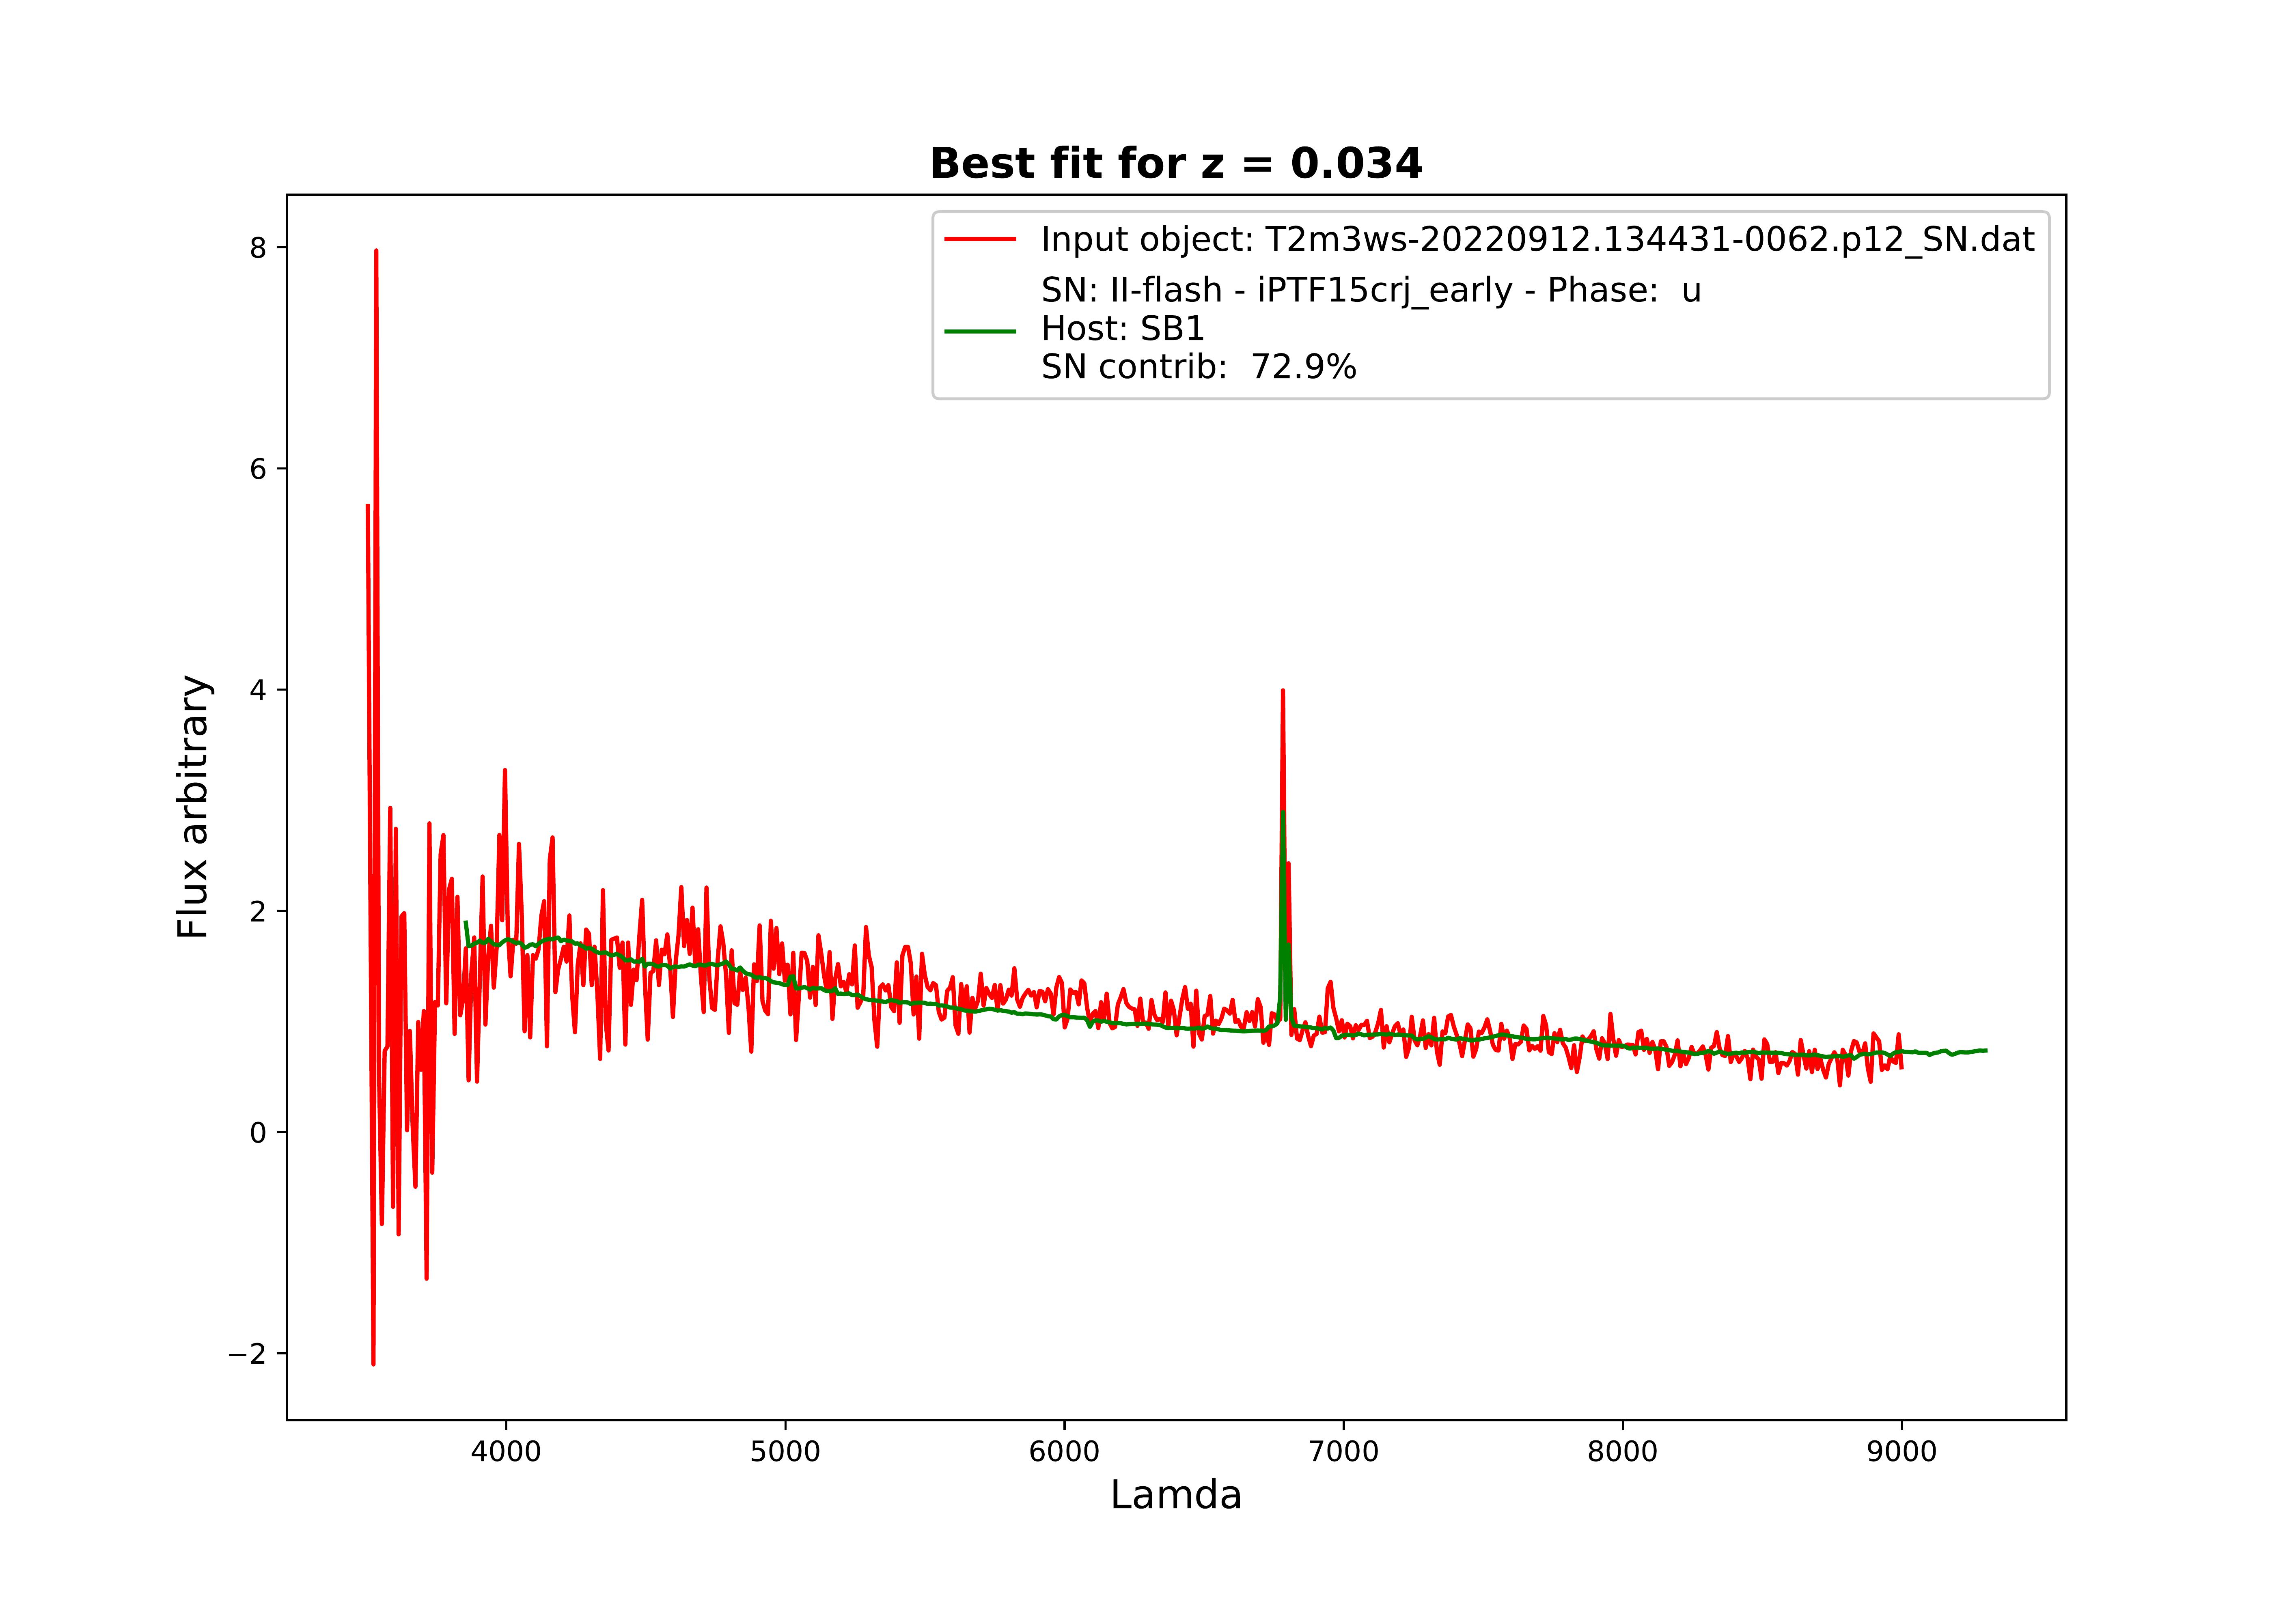 Best fit for z = 0.034
Input object: T2m3ws-20220912.134431-0062.p12_SN.dat
SN: II-flash - iPTF15crj_early - Phase:  u
Host: SB1
SN contrib:  72.9%
Flux arbitrary
8
6
4
2
0
−2
4000
5000
6000
7000
8000
9000
Lamda